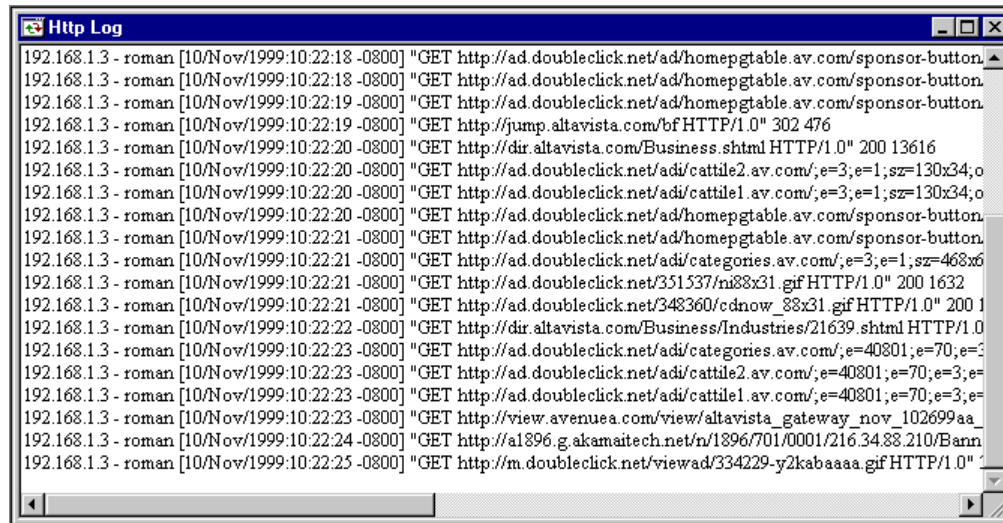 Http Log
192.168.1.3 - roman [10/Nov/1999:10:22:18 -0800] "GET http://ad.doubleclick.net/ad/homepgtable.av.com/sponsor-button.
192.168.1.3 - roman [10/Nov/1999:10:22:18 -0800] "GET http://ad.doubleclick.net/ad/homepgtable.av.com/sponsor-button.
192.168.1.3 - roman [10/Nov/1999:10:22:19 -0800] "GET http://ad.doubleclick.net/ad/homepgtable.av.com/sponsor-button.
192.168.1.3 - roman [10/Nov/1999:10:22:19 -0800] "GET http://jump.altavista.com/bf HTTP/1.0" 302 476
192.168.1.3 - roman [10/Nov/1999:10:22:20 -0800] "GET http://dir.altavista.com/Business.shtml HTTP/1.0" 200 13616
192.168.1.3 - roman [10/Nov/1999:10:22:20 -0800] "GET http://ad.doubleclick.net/adi/cattile2.av.com/;e=3;e=1;sz=130x34;o
192.168.1.3 - roman [10/Nov/1999:10:22:20 -0800] "GET http://ad.doubleclick.net/adi/cattile1.av.com/;e=3;e=1;sz=130x34;o
192.168.1.3 - roman [10/Nov/1999:10:22:20 -0800] "GET http://ad.doubleclick.net/ad/homepgtable.av.com/sponsor-button.
192.168.1.3 - roman [10/Nov/1999:10:22:21 -0800] "GET http://ad.doubleclick.net/ad/homepgtable.av.com/sponsor-button.
192.168.1.3 - roman [10/Nov/1999:10:22:21 -0800] "GET http://ad.doubleclick.net/adi/categories.av.com/;e=3;e=1;sz=468x6
192.168.1.3 - roman [10/Nov/1999:10:22:21 -0800] "GET http://ad.doubleclick.net/351537/ni88x31.gif HTTP/1.0" 200 1632
192.168.1.3 - roman [10/Nov/1999:10:22:21 -0800] "GET http://ad.doubleclick.net/348360/cdnow_88x31.gif HTTP/1.0" 200 1
192.168.1.3 - roman [10/Nov/1999:10:22:22 -0800] "GET http://dir.altavista.com/Business/Industries/21639.shtml HTTP/1.0
192.168.1.3 - roman [10/Nov/1999:10:22:23 -0800] "GET http://ad.doubleclick.net/adi/categories.av.com/;e=40801;e=70;e=3
192.168.1.3 - roman [10/Nov/1999:10:22:23 -0800] "GET http://ad.doubleclick.net/adi/cattile2.av.com/;e=40801;e=70;e=3;e=
192.168.1.3 - roman [10/Nov/1999:10:22:23 -0800] "GET http://ad.doubleclick.net/adi/cattile1.av.com/;e=40801;e=70;e=3;e=
192.168.1.3 - roman [10/Nov/1999:10:22:23 -0800] "GET http://view.avenuea.com/view/altavista_gateway_nov_102699aa_
192.168.1.3 - roman [10/Nov/1999:10:22:24 -0800] "GET http://a1896.g.akamaitech.net/n/1896/701/0001/216.34.88.210/Bann
192.168.1.3 - roman [10/Nov/1999:10:22:25 -0800] "GET http://m.doubleclick.net/viewad/334229-y2kabaaaa.gif HTTP/1.0"